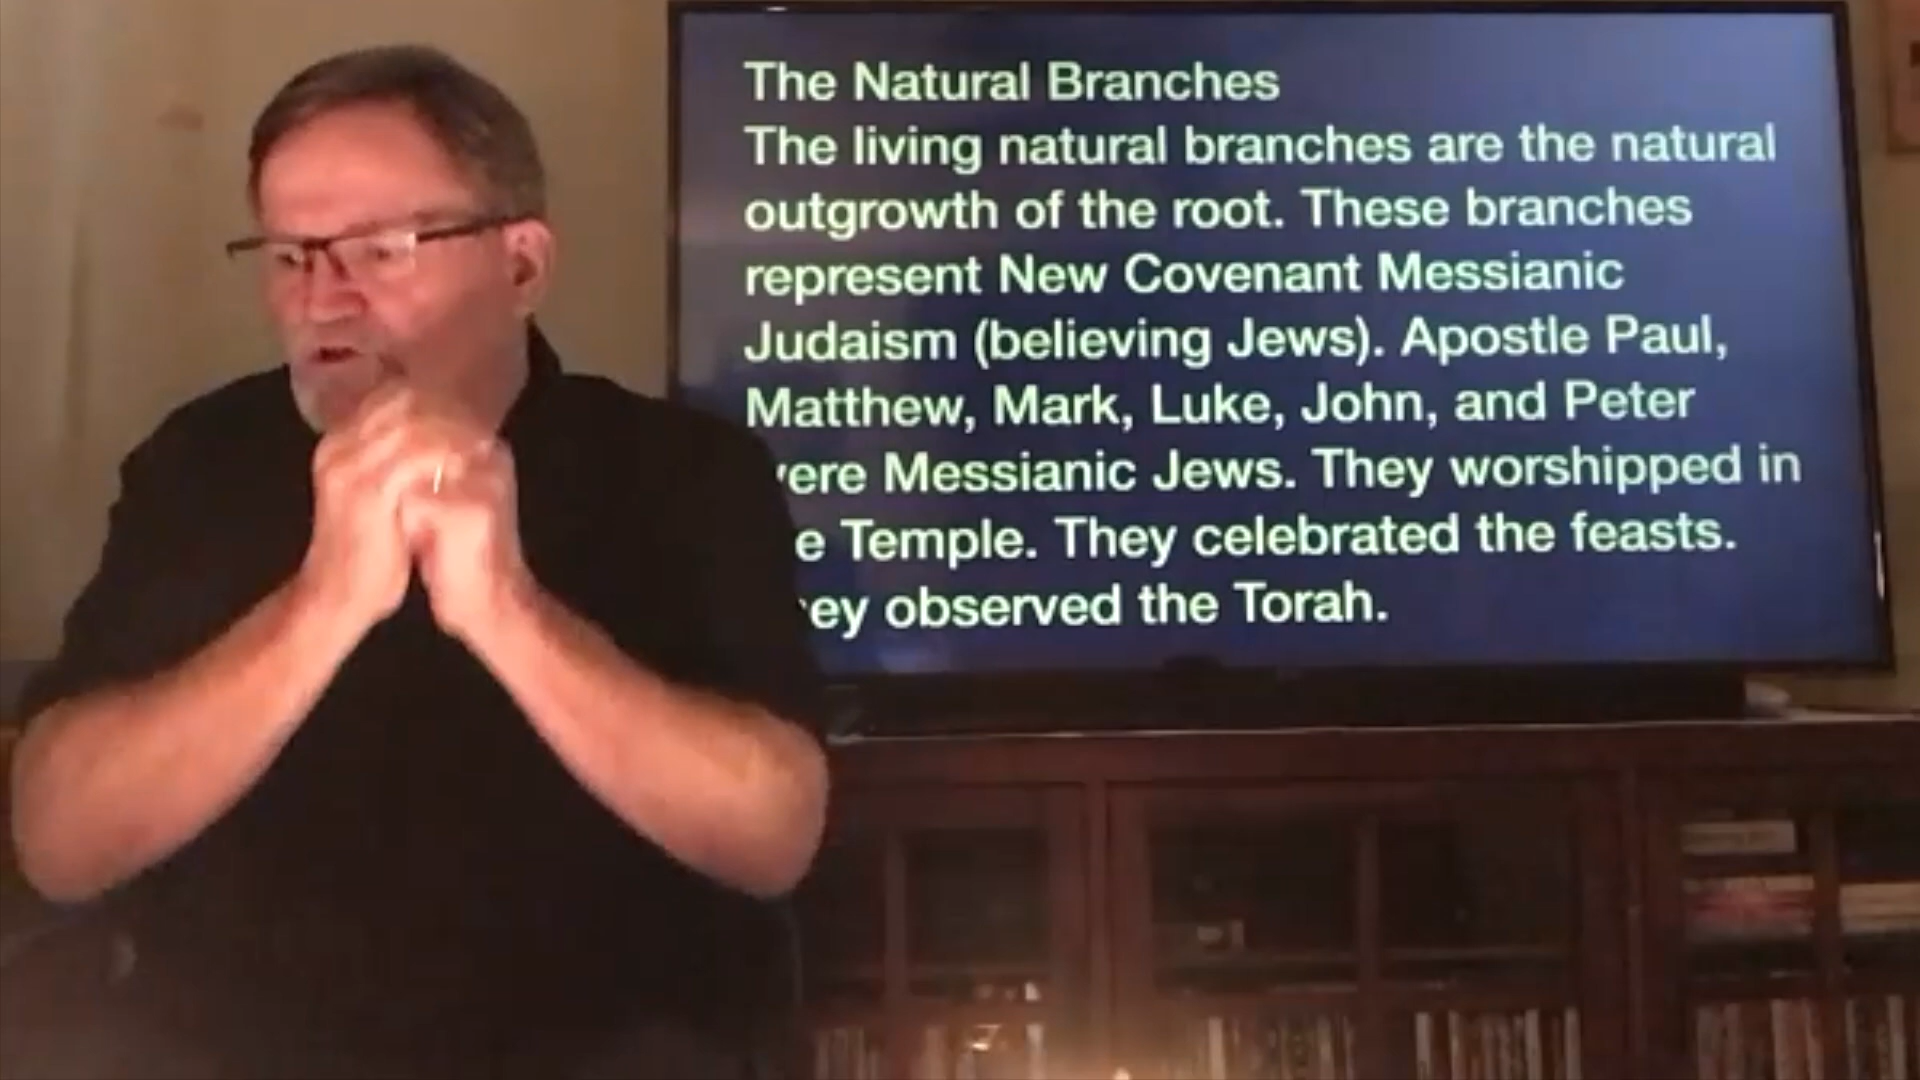 The Natural Branches
The living natural branches are the natural
outgrowth of the root. These branches
represent New Covenant Messianic
Judaism (believing Jews). Apostle Paul,
Matthew, Mark, Luke, John, and Peter
Messianic Jews. They worshipped in
Temple. They celebrated the feasts.
observed the Torah.